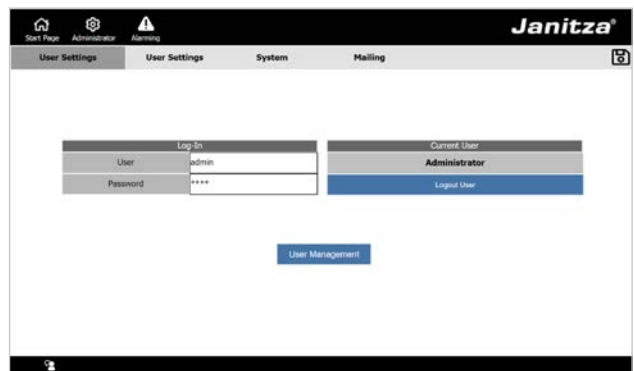 Janitza®
Start Page Administrator Alarming
User Settings User Settings System Mailing
Log-In Current User
User admin Administrator
Password **** Logout User
User Management